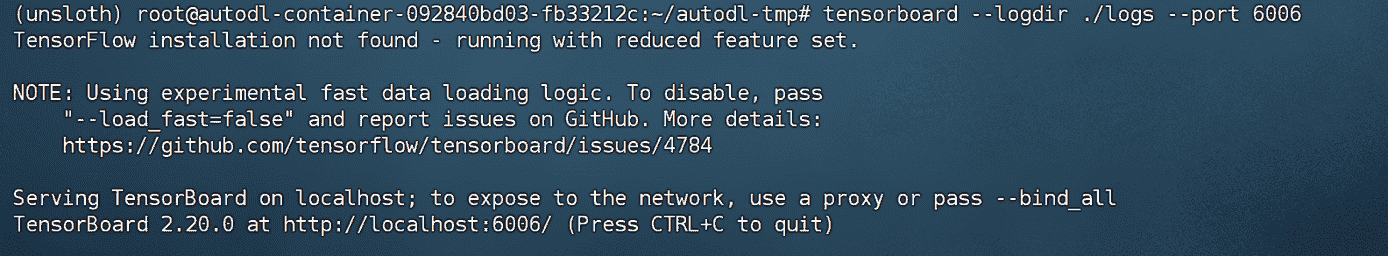 (unsloth) root@autodl-container-092840bd03-fb33212c:~/autodl-tmp# tensorboard --logdir ./logs --port 6006
TensorFlow installation not found - running with reduced feature set.
NOTE: Using experimental fast data loading logic. To disable, pass
"--load_fast=false" and report issues on GitHub. More details:
https://github.com/tensorflow/tensorboard/issues/4784
Serving TensorBoard on localhost; to expose to the network, use a proxy or pass --bind_all
TensorBoard 2.20.0 at http://localhost:6006/ (Press CTRL+C to quit)